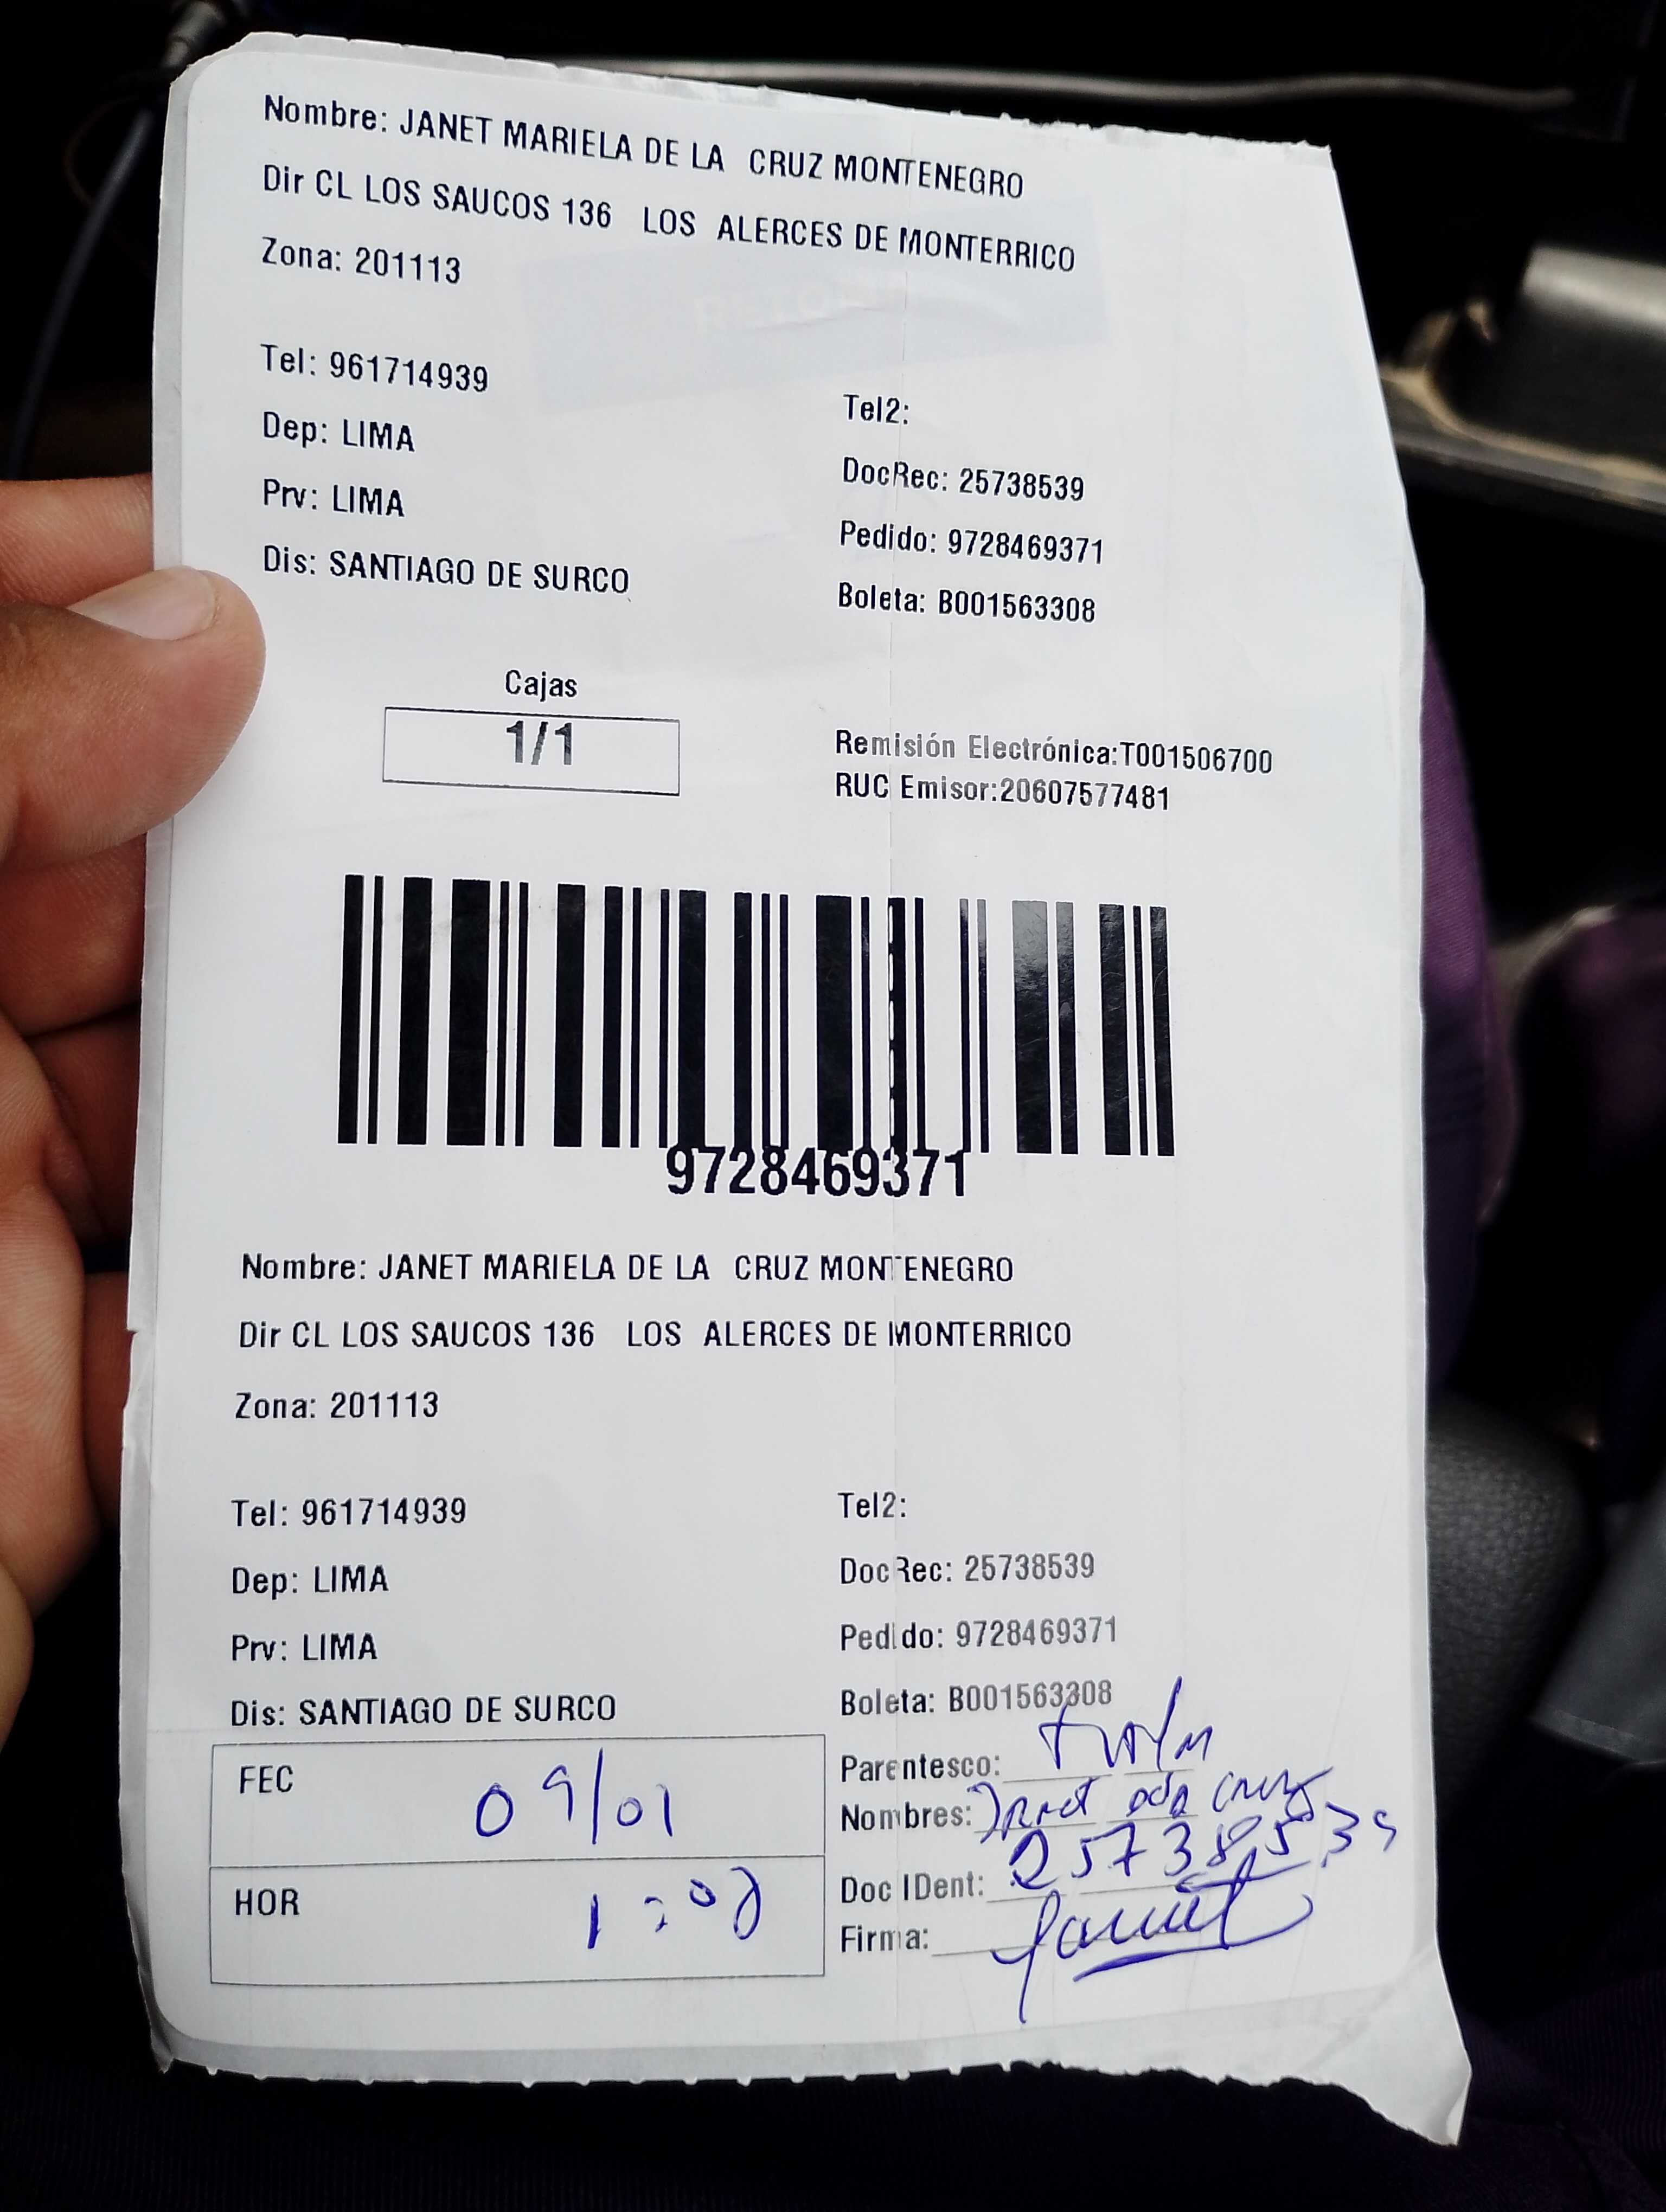 Nombre: JANET MARIELA DE LA CRUZ MONTENEGRO
Dir CL LOS SAUCOS 136 LOS ALERCES DE MONTERRICO
Zona: 201113
Tel: 961714939
Tel2:
Dep: LIMA
DocRec: 25738539
Prv: LIMA
Pedido: 9728469371
Dis: SANTIAGO DE SURCO
Boleta: B001563308
Cajas
1/1
Remisión Electrónica:T001506700
RUC Emisor:20607577481
9728469371
Nombre: JANET MARIELA DE LA CRUZ MONTENEGRO
Dir CL LOS SAUCOS 136 LOS ALERCES DE MONTERRICO
Zona: 201113
Tel: 961714939
Tel2:
Dep: LIMA
DocRec: 25738539
Prv: LIMA
Pedido: 9728469371
Dis: SANTIAGO DE SURCO
Boleta: B001563308
FEC 09/01
Parentesco:
Nombres: Janet Cruz
HOR
Doc IDent: 25738539
Firma: Janet